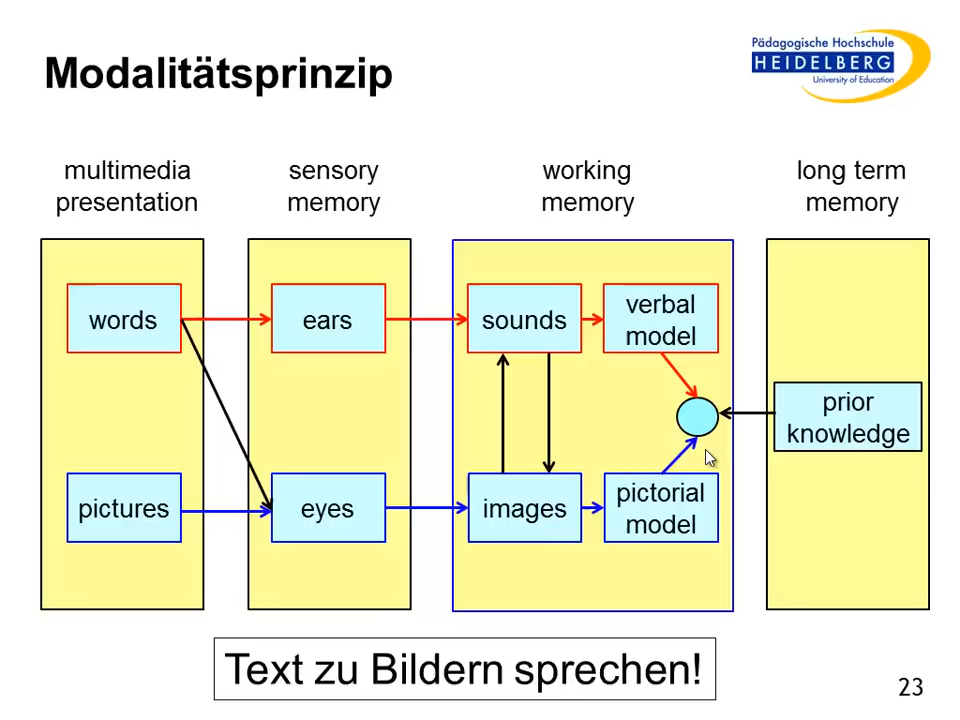 Modalitätsprinzip
Pädagogische Hochschule
HEIDELBERG
University of Education
multimedia
presentation
sensory
memory
working
memory
long term
memory
words
ears
sounds
verbal
model
prior
knowledge
pictures
eyes
images
pictorial
model
Text zu Bildern sprechen!
23